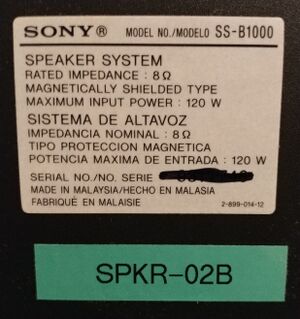 SONY® MODEL NO./MODELO SS-B1000
SPEAKER SYSTEM
RATED IMPEDANCE : 8 Ω
MAGNETICALLY SHIELDED TYPE
MAXIMUM INPUT POWER : 120 W
SISTEMA DE ALTAVOZ
IMPEDANCIA NOMINAL : 8 Ω
TIPO PROTECCION MAGNETICA
POTENCIA MAXIMA DE ENTRADA : 120 W
SERIAL NO./NO. SERIE
MADE IN MALAYSIA/HECHO EN MALASIA
FABRIQUÉ EN MALAISIE 2-899-014-12
SPKR-02B